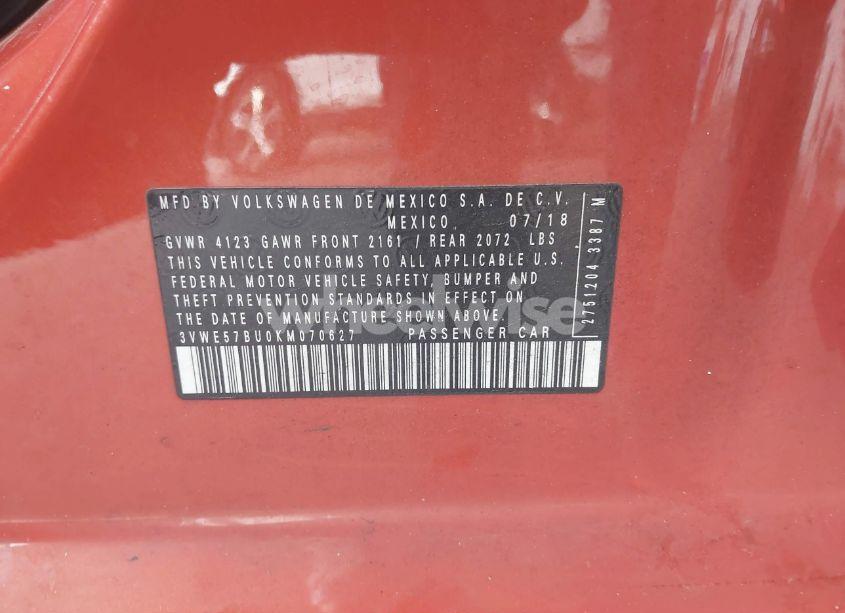 MFD BY VOLKSWAGEN DE MEXICO S.A. DE C.V.
MEXICO 07/18
GVWR 4123 GAWR FRONT 2161 / REAR 2072 LBS
THIS VEHICLE CONFORMS TO ALL APPLICABLE U.S.
FEDERAL MOTOR VEHICLE SAFETY, BUMPER AND
THEFT PREVENTION STANDARDS IN EFFECT ON
THE DATE OF MANUFACTURE SHOWN ABOVE.
3VWE57BU0KM070627 PASSENGER CAR
2751204 3387 M
wheelwise